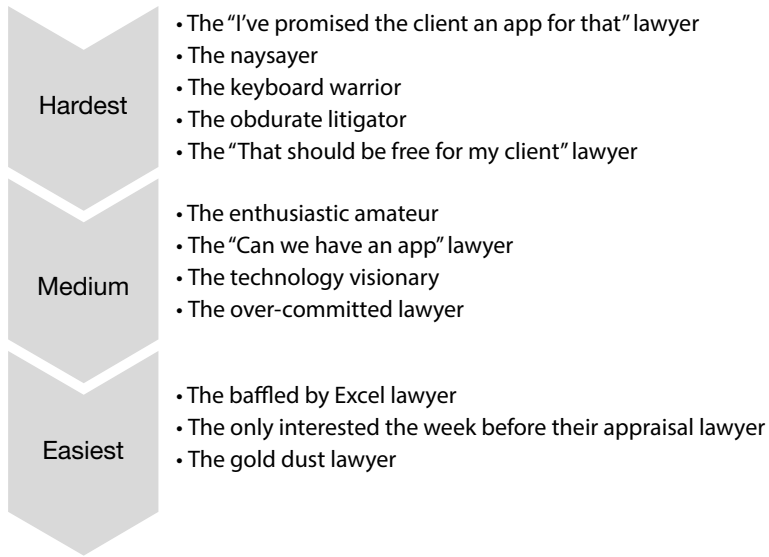 Hardest
• The “I’ve promised the client an app for that” lawyer
• The naysayer
• The keyboard warrior
• The obdurate litigator
• The “That should be free for my client” lawyer
Medium
• The enthusiastic amateur
• The “Can we have an app” lawyer
• The technology visionary
• The over-committed lawyer
Easiest
• The baffled by Excel lawyer
• The only interested the week before their appraisal lawyer
• The gold dust lawyer